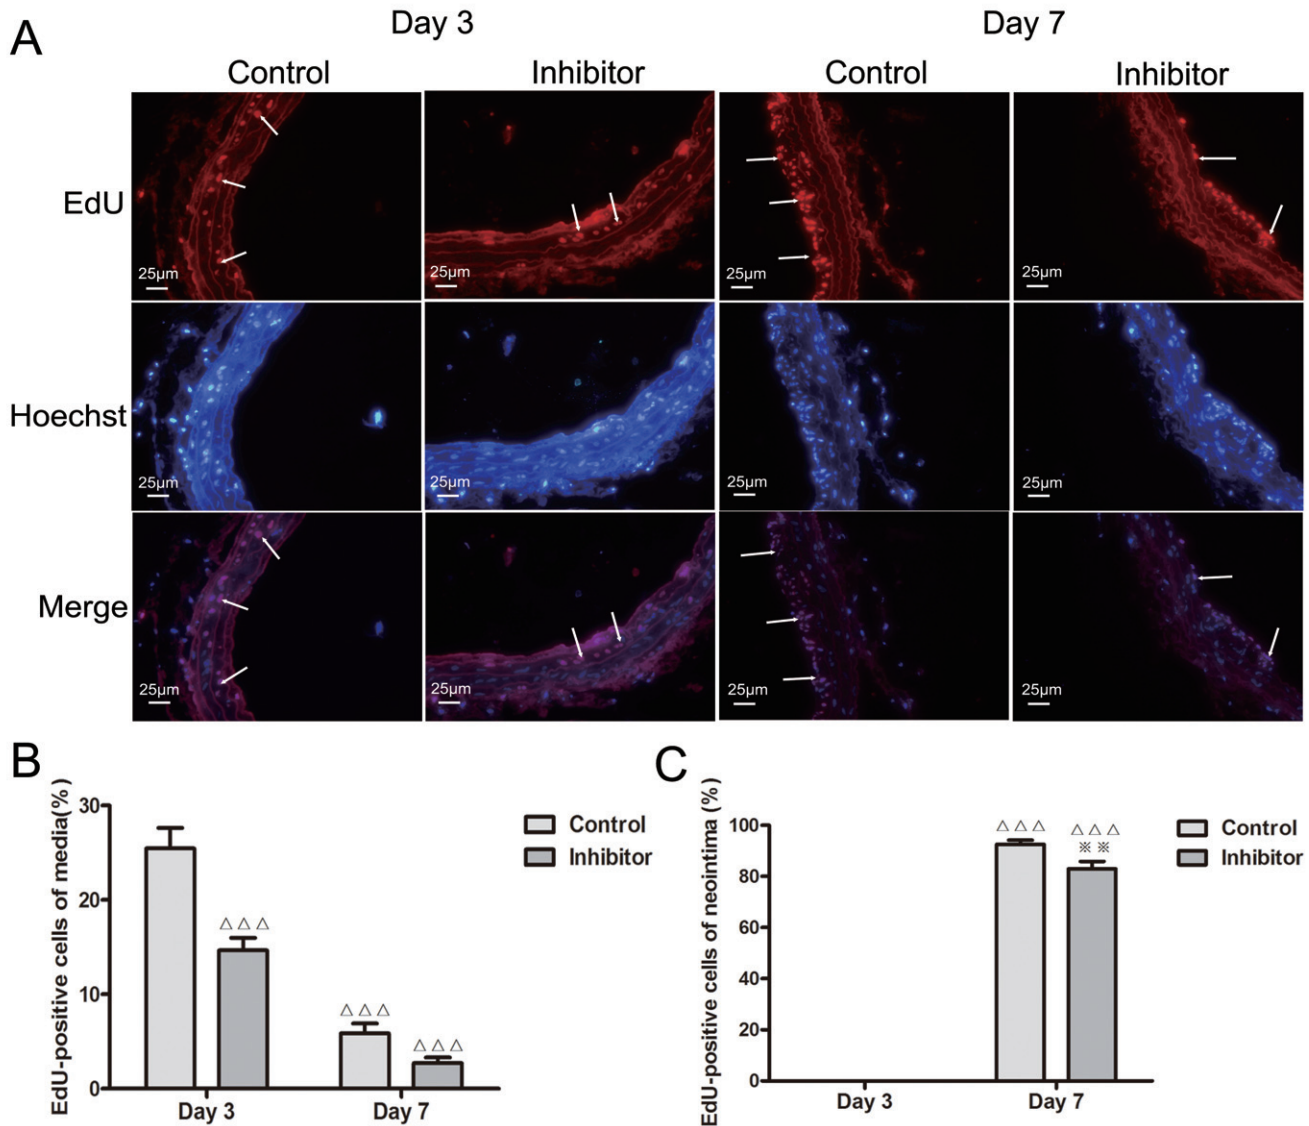 A
Day 3
Day 7
Control
Inhibitor
Control
Inhibitor
EdU
25μm
25μm
25μm
25μm
Hoechst
25μm
25μm
25μm
25μm
Merge
25μm
25μm
25μm
25μm
B
EdU-positive cells of media(%)
30
20
10
0
△△△
△△△
△△△
Day 3
Day 7
Control
Inhibitor
C
EdU-positive cells of neointima (%)
100
80
60
40
20
0
△△△
△△△
※※
Day 3
Day 7
Control
Inhibitor